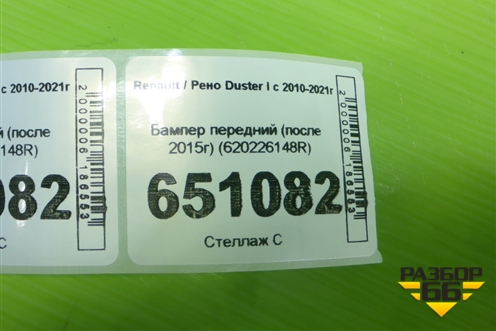 с 2010-2021г
й (после
148R)
082
С
Renault / Рено Duster I с 2010-2021г
Бампер передний (после
2015г) (620226148R)
651082
Стеллаж С
РАЗБОР
66